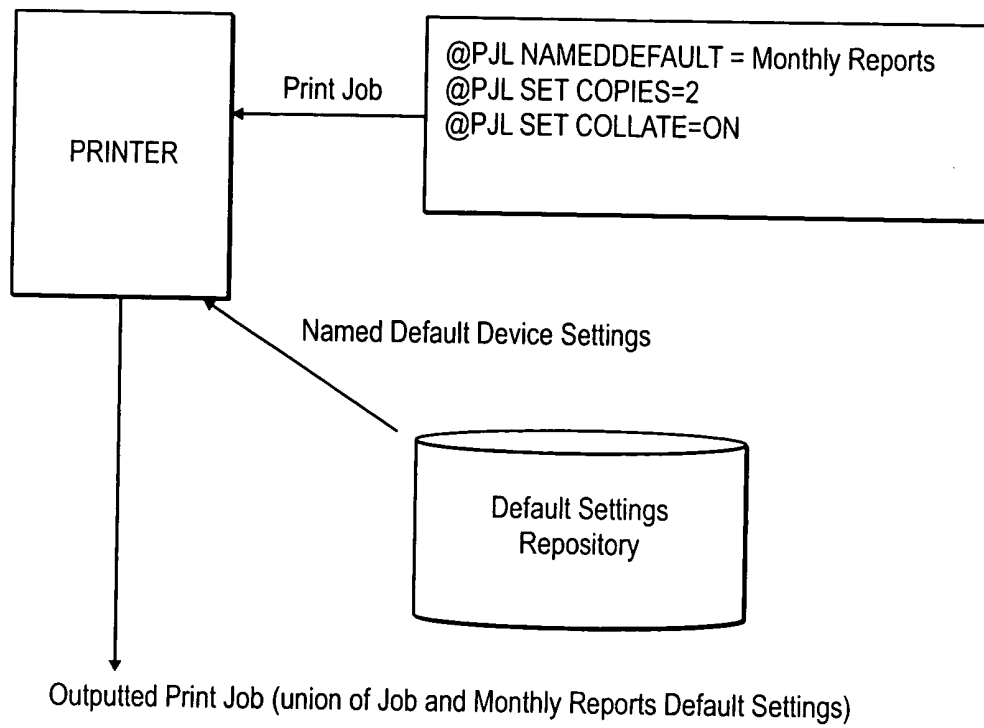 @PJL NAMEDDEFAULT = Monthly Reports
@PJL SET COPIES=2
@PJL SET COLLATE=ON
Print Job
PRINTER
Named Default Device Settings
Default Settings
Repository
Outputted Print Job (union of Job and Monthly Reports Default Settings)